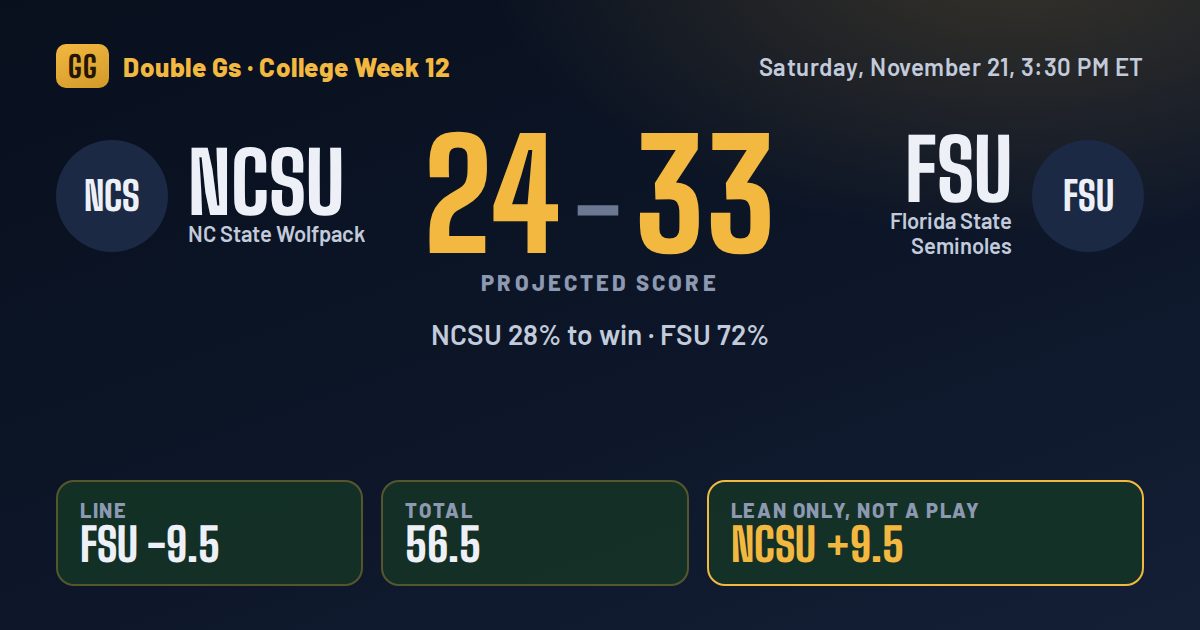 GG Double Gs · College Week 12
Saturday, November 21, 3:30 PM ET
NCS
NCSU
NC State Wolfpack
24 – 33
PROJECTED SCORE
NCSU 28% to win · FSU 72%
FSU
Florida State
Seminoles
FSU
LINE
FSU −9.5
TOTAL
56.5
LEAN ONLY, NOT A PLAY
NCSU +9.5